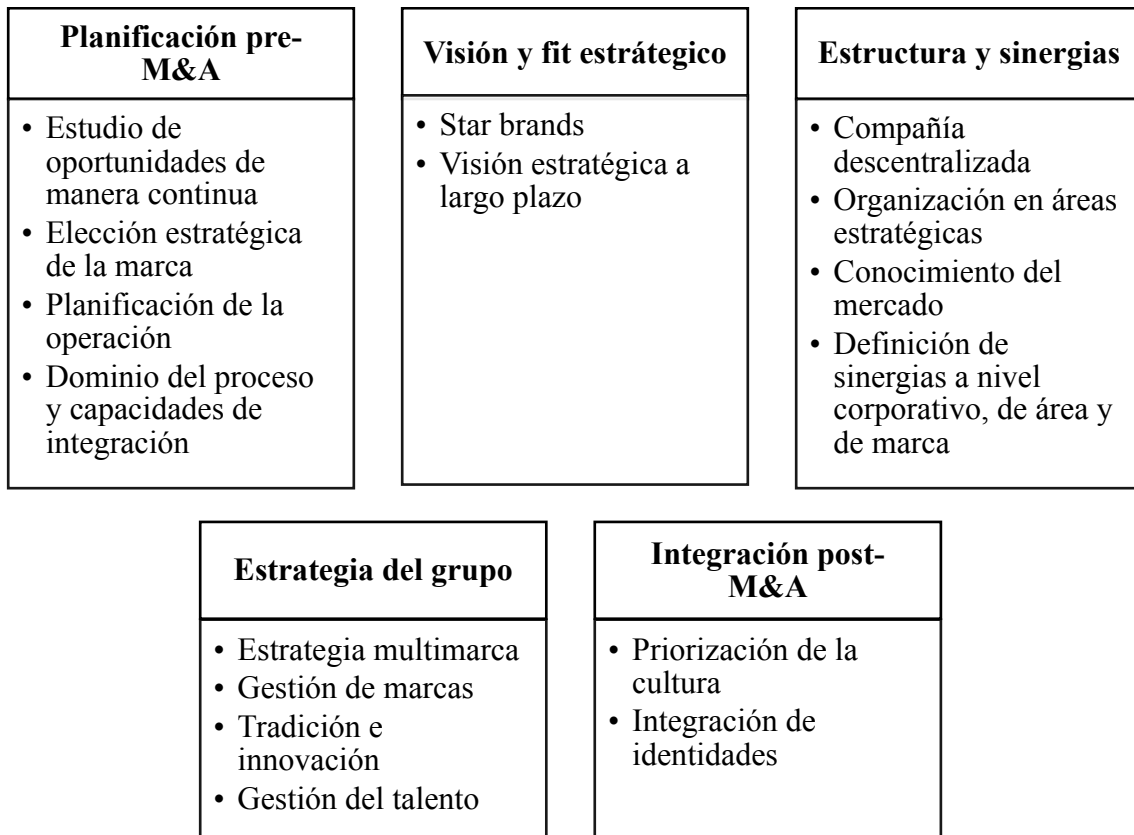 Planificación pre-
M&A
• Estudio de
oportunidades de
manera continua
• Elección estratégica
de la marca
• Planificación de la
operación
• Dominio del proceso
y capacidades de
integración
Visión y fit estrátegico
• Star brands
• Visión estratégica a
largo plazo
Estructura y sinergias
• Compañía
descentralizada
• Organización en áreas
estratégicas
• Conocimiento del
mercado
• Definición de
sinergias a nivel
corporativo, de área y
de marca
Estrategia del grupo
• Estrategia multimarca
• Gestión de marcas
• Tradición e
innovación
• Gestión del talento
Integración post-
M&A
• Priorización de la
cultura
• Integración de
identidades